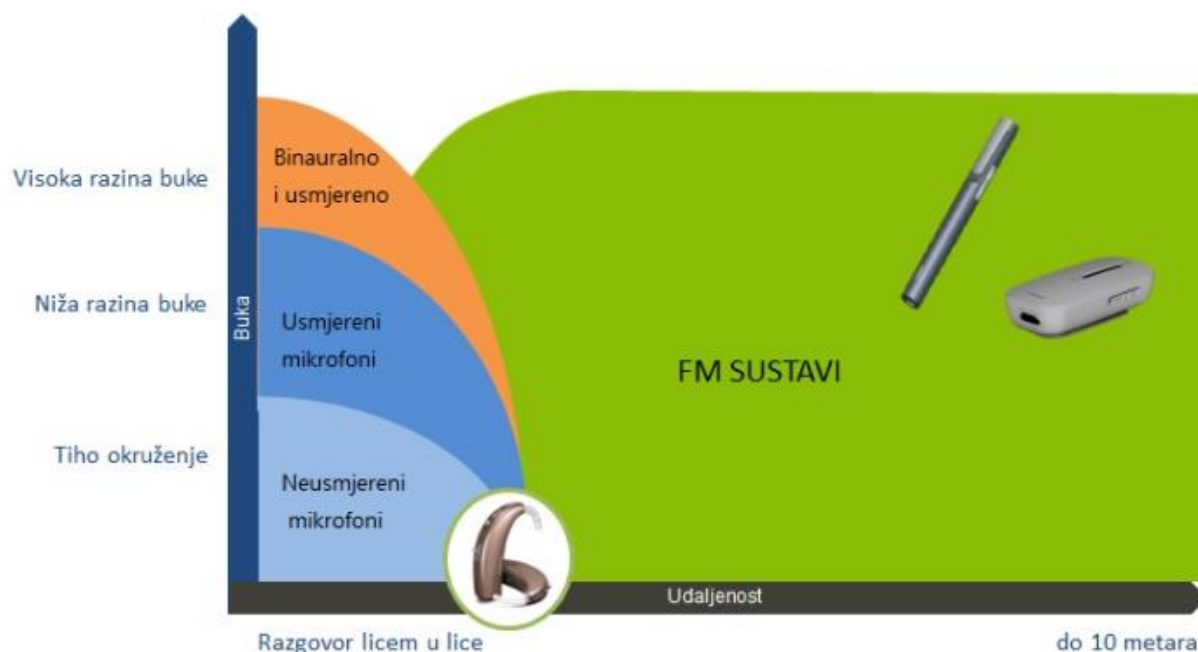 Visoka razina buke
Niža razina buke
Tiho okruženje
Buka
Binauralno
i usmjereno
Usmjereni
mikrofoni
Neusmjereni
mikrofoni
FM SUSTAVI
Udaljenost
Razgovor licem u lice
do 10 metara